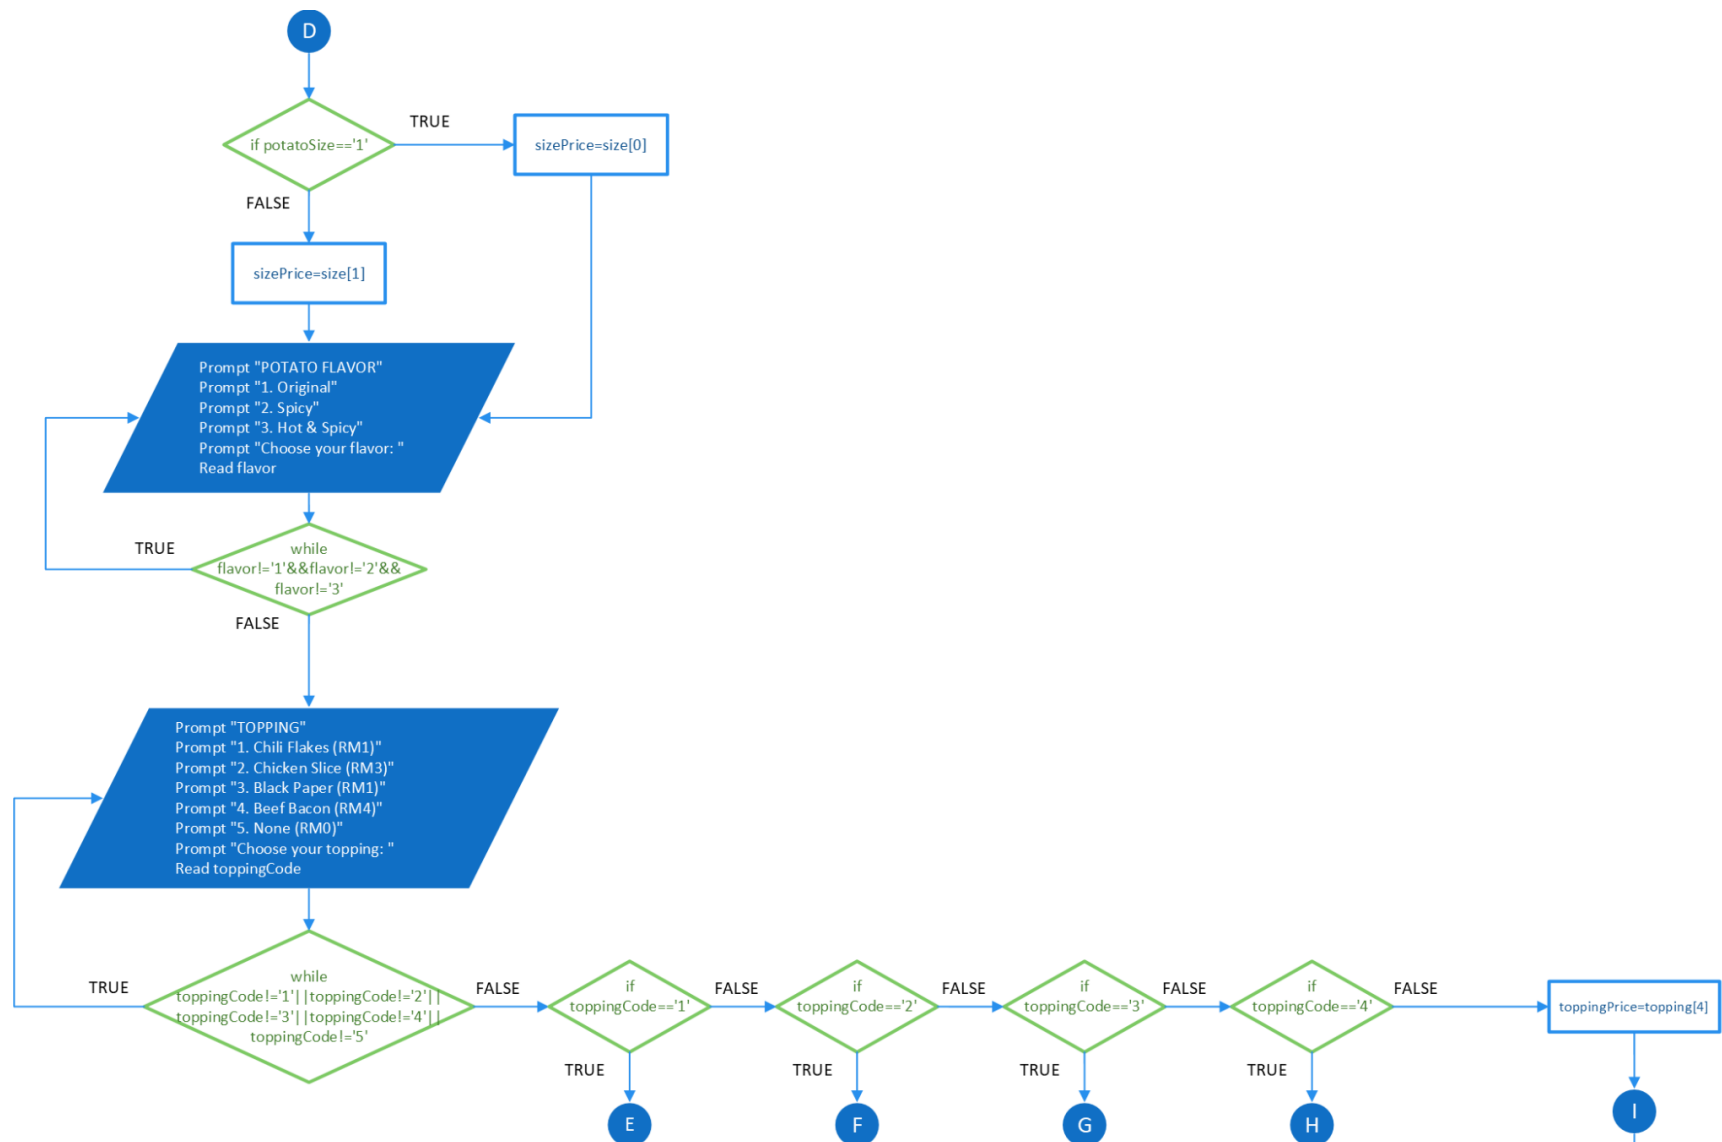 D
if potatoSize=='1'
TRUE
sizePrice=size[0]
FALSE
sizePrice=size[1]
Prompt "POTATO FLAVOR"
Prompt "1. Original"
Prompt "2. Spicy"
Prompt "3. Hot & Spicy"
Prompt "Choose your flavor: "
Read flavor
TRUE
while
flavor!='1'&&flavor!='2'&&
flavor!='3'
FALSE
Prompt "TOPPING"
Prompt "1. Chili Flakes (RM1)"
Prompt "2. Chicken Slice (RM3)"
Prompt "3. Black Paper (RM1)"
Prompt "4. Beef Bacon (RM4)"
Prompt "5. None (RM0)"
Prompt "Choose your topping: "
Read toppingCode
TRUE
while
toppingCode!='1'||toppingCode!='2'||
toppingCode!='3'||toppingCode!='4'||
toppingCode!='5'
FALSE
if
toppingCode=='1'
FALSE
if
toppingCode=='2'
FALSE
if
toppingCode=='3'
FALSE
if
toppingCode=='4'
FALSE
toppingPrice=topping[4]
TRUE
TRUE
TRUE
TRUE
E
F
G
H
I